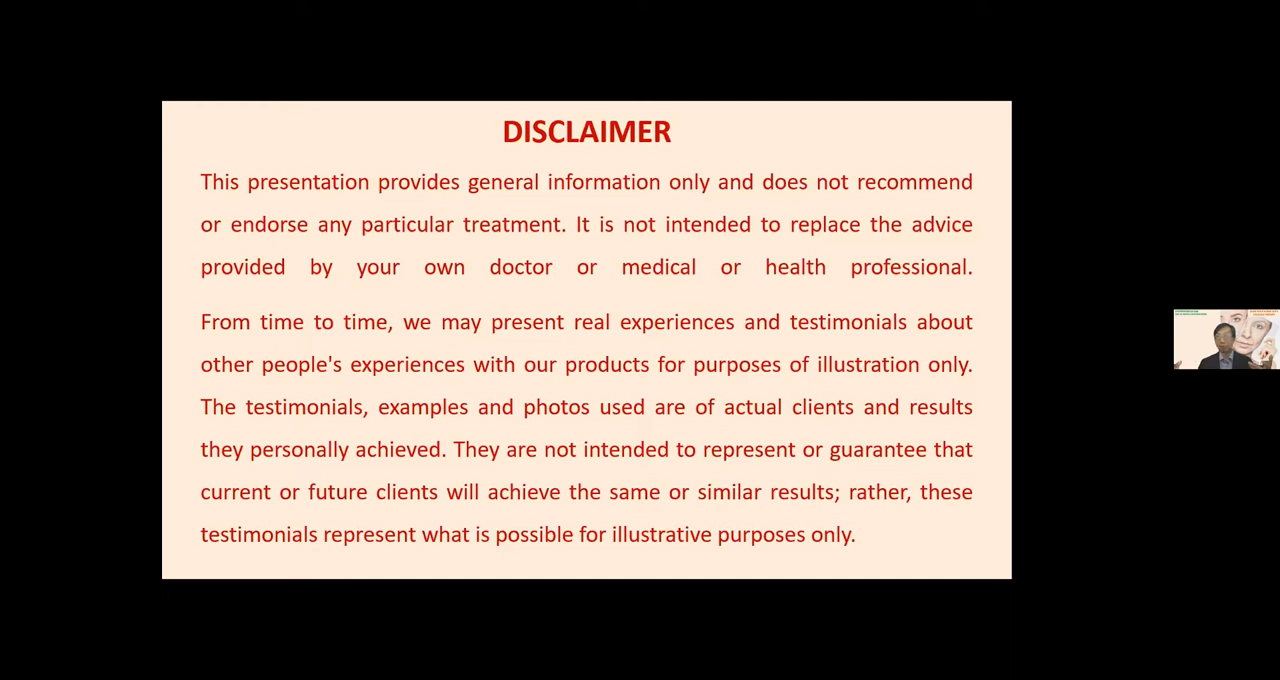 DISCLAIMER
This presentation provides general information only and does not recommend
or endorse any particular treatment. It is not intended to replace the advice
provided by your own doctor or medical or health professional.
From time to time, we may present real experiences and testimonials about
other people's experiences with our products for purposes of illustration only.
The testimonials, examples and photos used are of actual clients and results
they personally achieved. They are not intended to represent or guarantee that
current or future clients will achieve the same or similar results; rather, these
testimonials represent what is possible for illustrative purposes only.